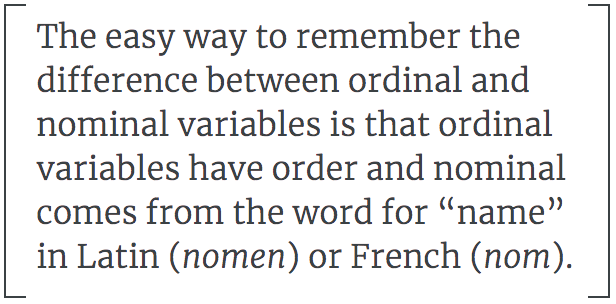 The easy way to remember the
difference between ordinal and
nominal variables is that ordinal
variables have order and nominal
comes from the word for “name”
in Latin (nomen) or French (nom).